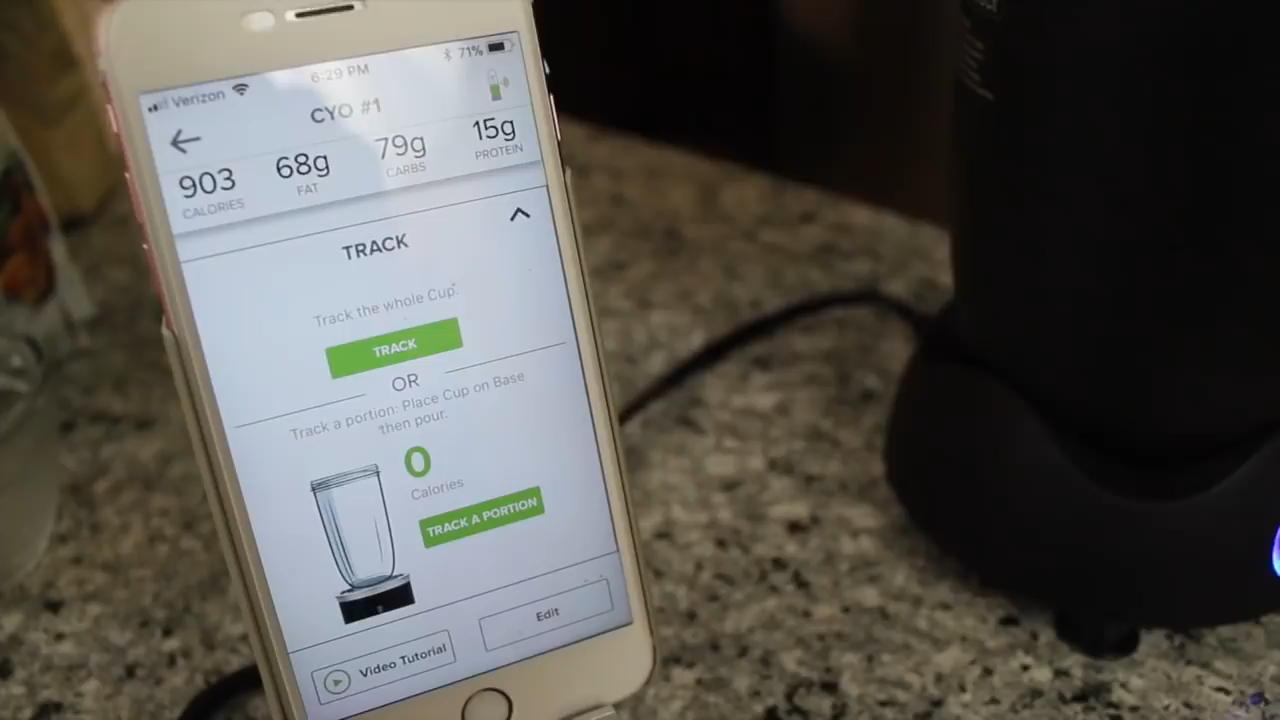 Verizon 6:29 PM 71%
CYO #1
903 68g 79g 15g
CALORIES FAT CARBS PROTEIN
TRACK
Track the whole Cup.
TRACK
OR
Track a portion: Place Cup on Base
then pour.
0
Calories
TRACK A PORTION
Video Tutorial Edit